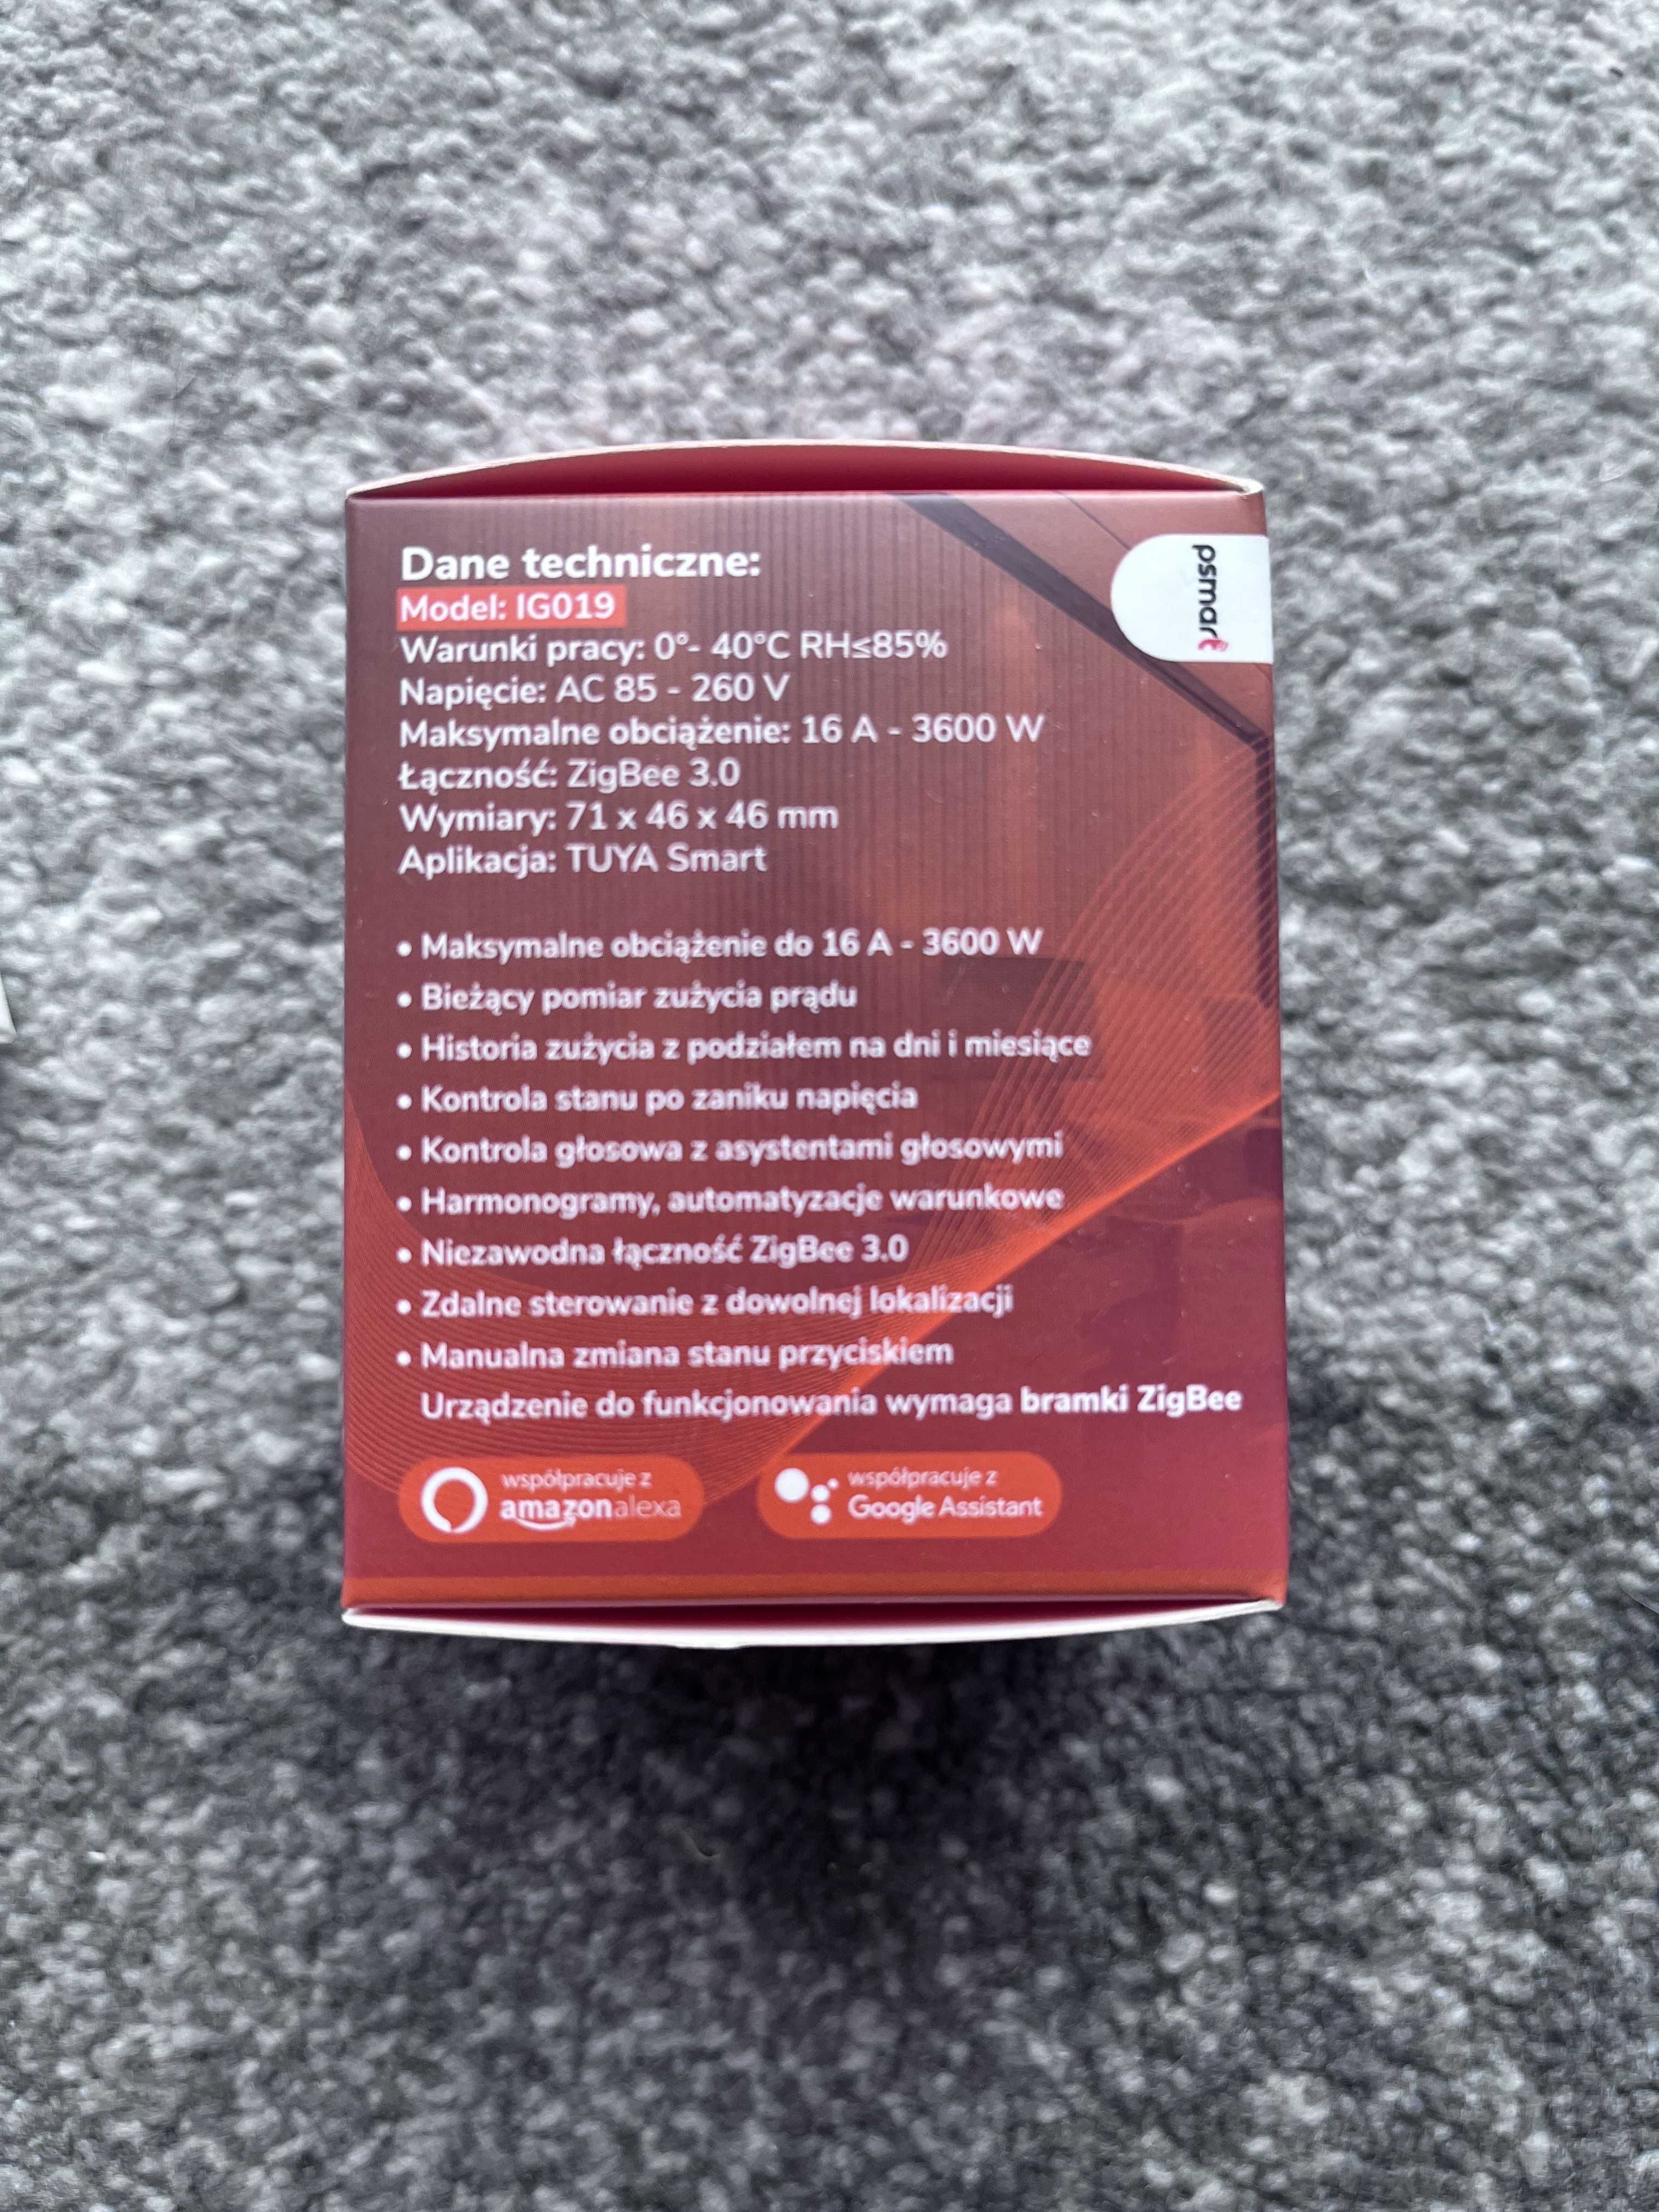 Dane techniczne:
psmart
Model: IG019
Warunki pracy: 0°- 40°C RH≤85%
Napięcie: AC 85 - 260 V
Maksymalne obciążenie: 16 A - 3600 W
Łączność: ZigBee 3.0
Wymiary: 71 x 46 x 46 mm
Aplikacja: TUYA Smart
• Maksymalne obciążenie do 16 A - 3600 W
• Bieżący pomiar zużycia prądu
• Historia zużycia z podziałem na dni i miesiące
• Kontrola stanu po zaniku napięcia
• Kontrola głosowa z asystentami głosowymi
• Harmonogramy, automatyzacje warunkowe
• Niezawodna łączność ZigBee 3.0
• Zdalne sterowanie z dowolnej lokalizacji
• Manualna zmiana stanu przyciskiem
Urządzenie do funkcjonowania wymaga bramki ZigBee
współpracuje z
amazon alexa
współpracuje z
Google Assistant